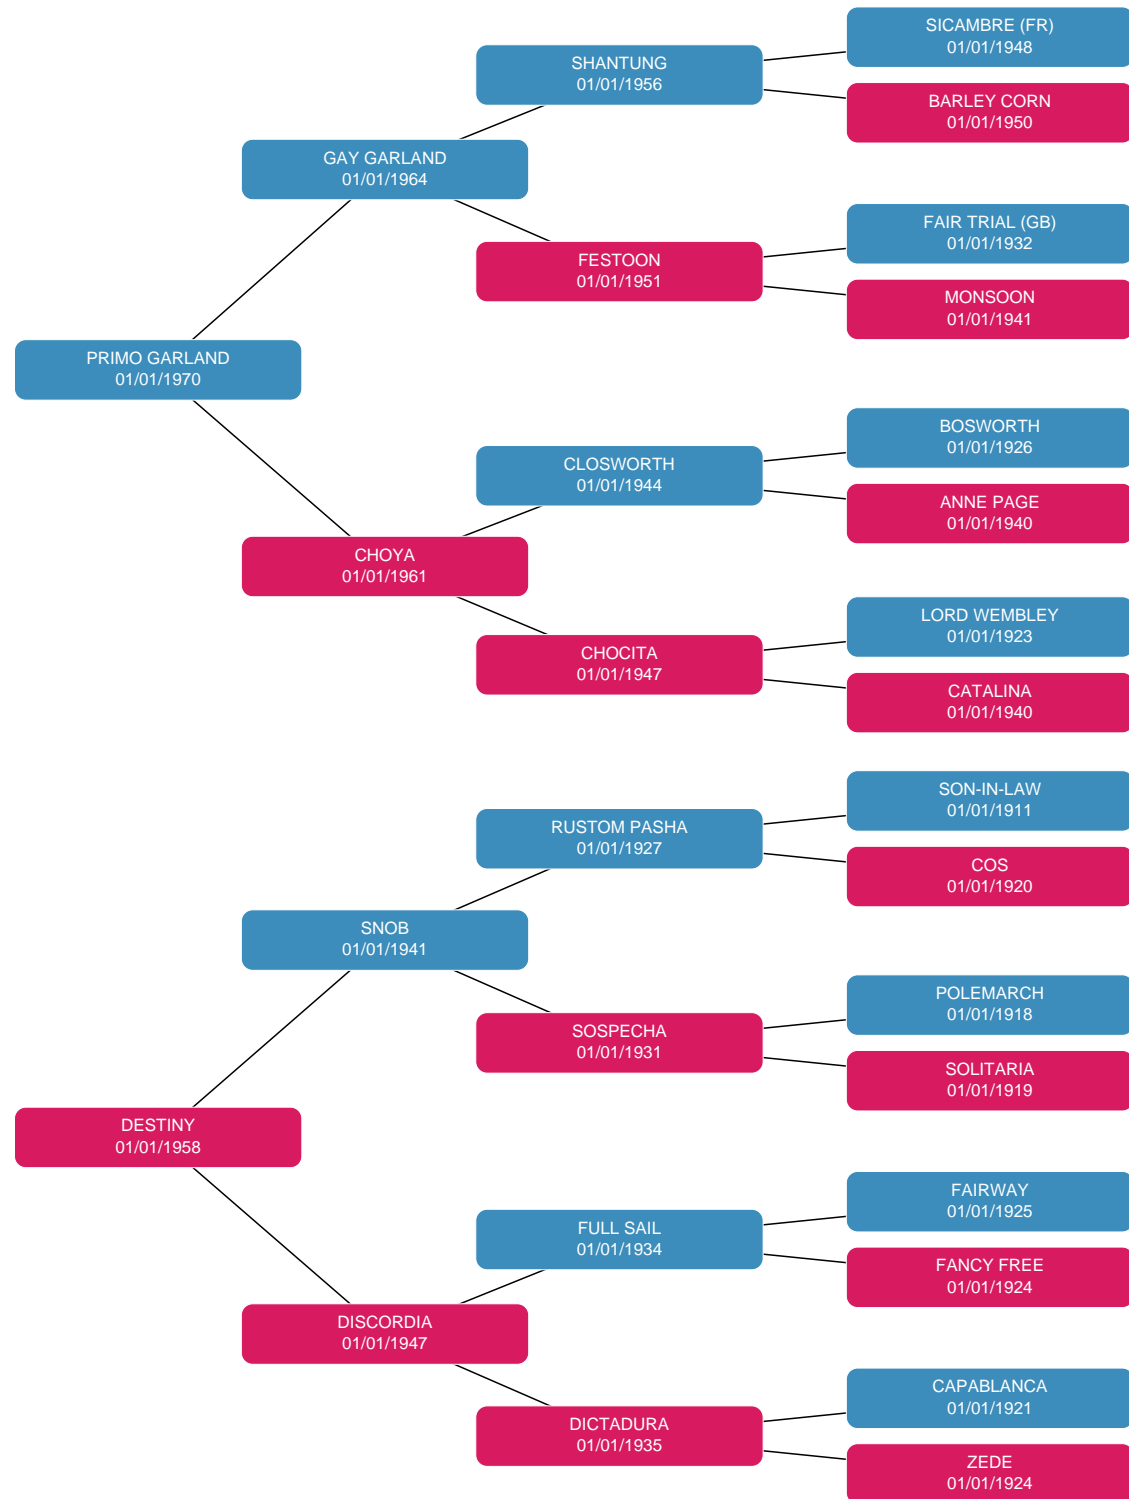 SICAMBRE (FR)
01/01/1948
SHANTUNG
01/01/1956
BARLEY CORN
01/01/1950
GAY GARLAND
01/01/1964
FAIR TRIAL (GB)
01/01/1932
FESTOON
01/01/1951
MONSOON
01/01/1941
PRIMO GARLAND
01/01/1970
BOSWORTH
01/01/1926
CLOSWORTH
01/01/1944
ANNE PAGE
01/01/1940
CHOYA
01/01/1961
LORD WEMBLEY
01/01/1923
CHOCITA
01/01/1947
CATALINA
01/01/1940
SON-IN-LAW
01/01/1911
RUSTOM PASHA
01/01/1927
COS
01/01/1920
SNOB
01/01/1941
POLEMARCH
01/01/1918
SOSPECHA
01/01/1931
SOLITARIA
01/01/1919
DESTINY
01/01/1958
FAIRWAY
01/01/1925
FULL SAIL
01/01/1934
FANCY FREE
01/01/1924
DISCORDIA
01/01/1947
CAPABLANCA
01/01/1921
DICTADURA
01/01/1935
ZEDE
01/01/1924